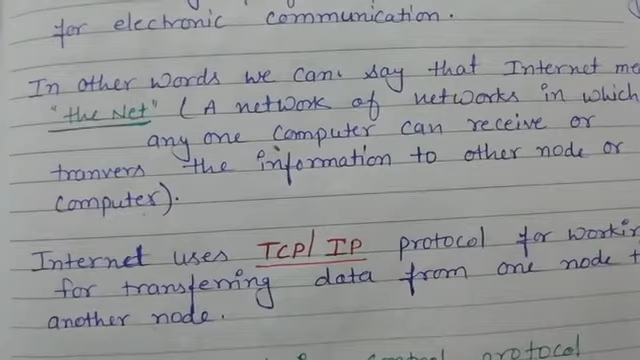 for electronic communication.
In other words we can say that Internet me
"the Net" (A network of networks in which
any one computer can receive or
tranvers the information to other node or
computer).
Internet uses TCP/IP protocol for workin
for transferring data from one node t
another node.
protocol